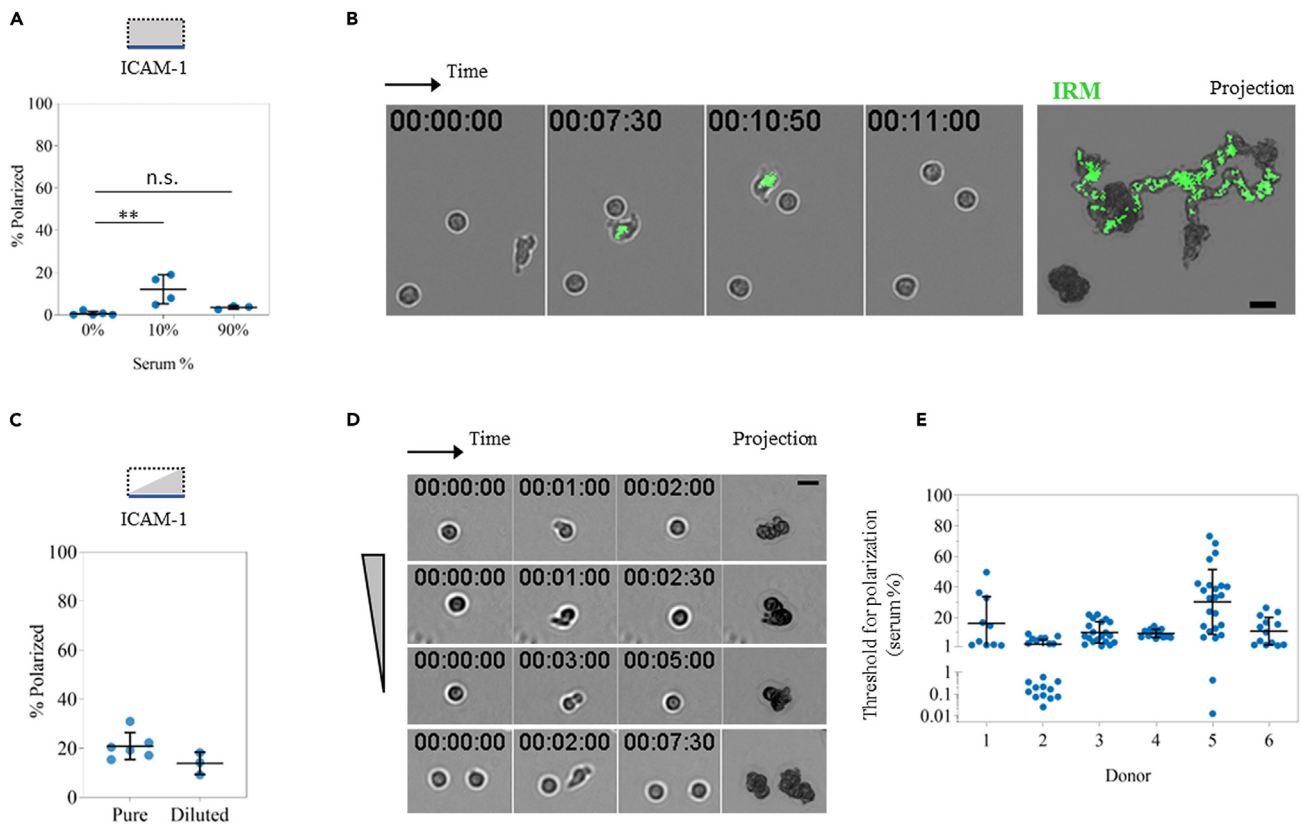 A
ICAM-1
100
80
60
40
20
0
% Polarized
n.s.
**
0% 10% 90%
Serum %
B
Time
IRM Projection
00:00:00 00:07:30 00:10:50 00:11:00
C
ICAM-1
100
80
60
40
20
0
% Polarized
Pure Diluted
D
Time Projection
00:00:00 00:01:00 00:02:00
00:00:00 00:01:00 00:02:30
00:00:00 00:03:00 00:05:00
00:00:00 00:02:00 00:07:30
E
Threshold for polarization
(serum %)
100
80
60
40
20
1
1
0.1
0.01
1 2 3 4 5 6
Donor